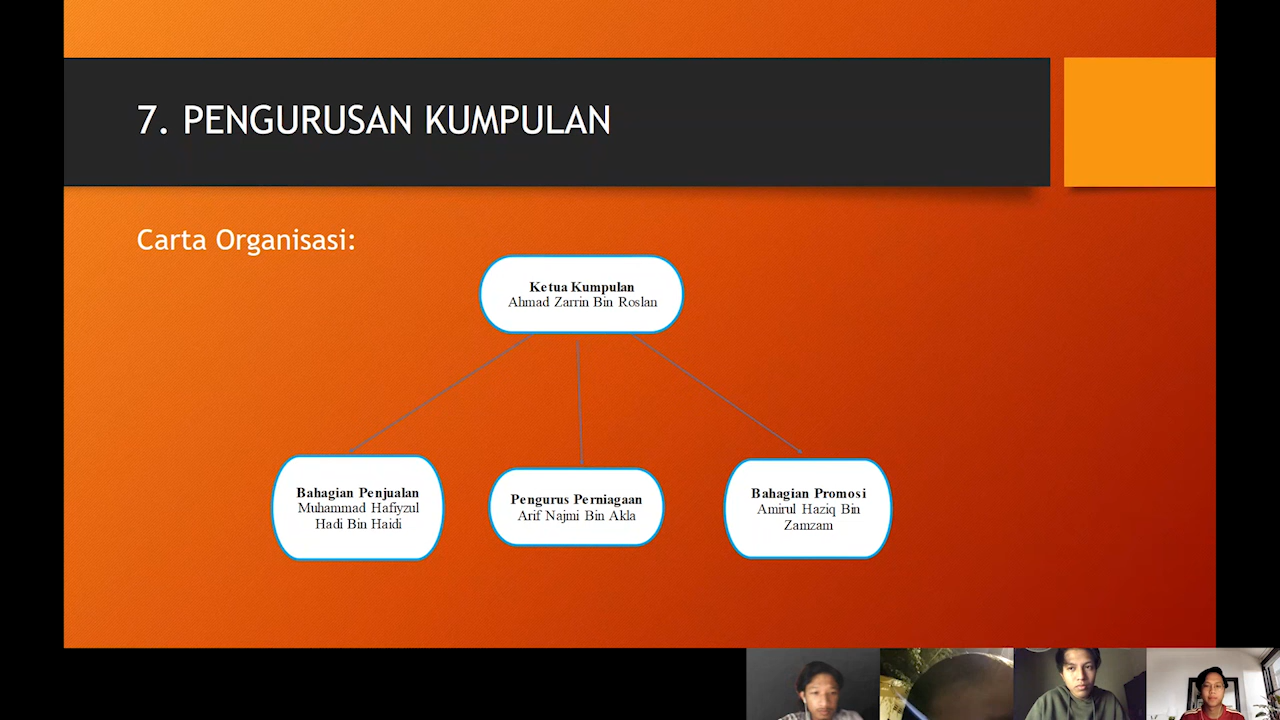 7. PENGURUSAN KUMPULAN
Carta Organisasi:
Ketua Kumpulan
Ahmad Zarrin Bin Roslan
Bahagian Penjualan
Muhammad Hafiyzul
Hadi Bin Haidi
Pengurus Perniagaan
Arif Najmi Bin Akla
Bahagian Promosi
Amirul Haziq Bin
Zamzam